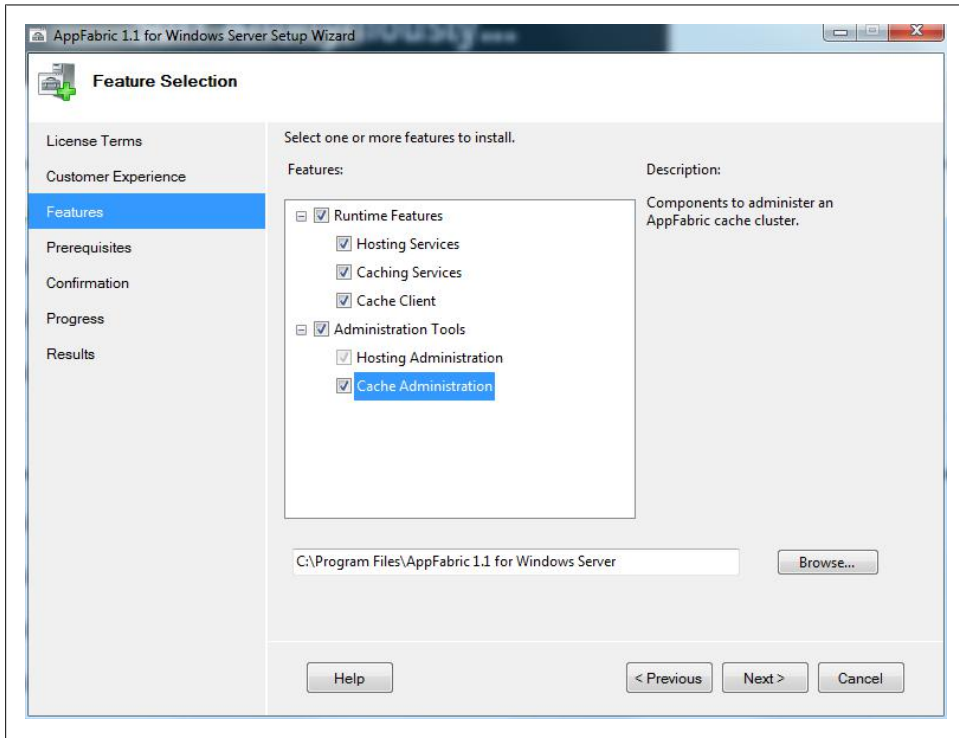 AppFabric 1.1 for Windows Server Setup Wizard
Feature Selection
License Terms
Customer Experience
Features
Prerequisites
Confirmation
Progress
Results
Select one or more features to install.
Features:
Runtime Features
Hosting Services
Caching Services
Cache Client
Administration Tools
Hosting Administration
Cache Administration
Description:
Components to administer an
AppFabric cache cluster.
C:\Program Files\AppFabric 1.1 for Windows Server
Browse...
Help
< Previous
Next >
Cancel